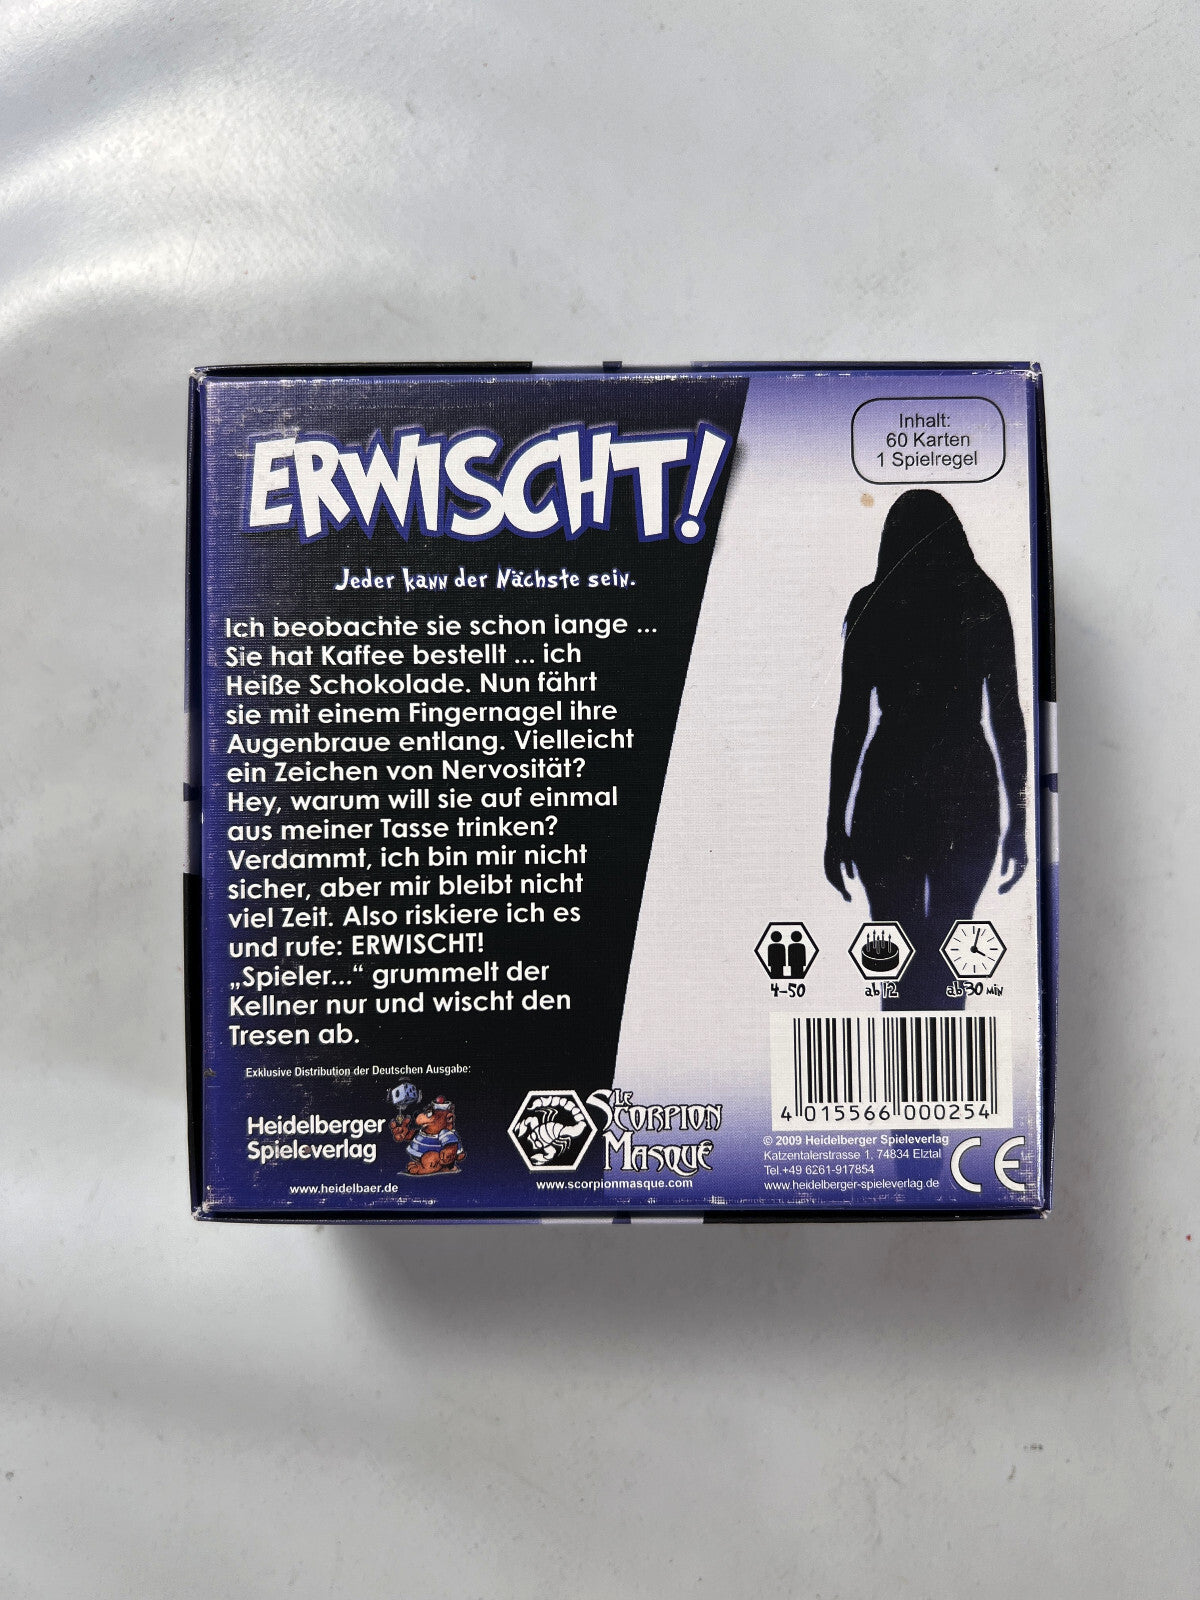 ERWISCHT!
Jeder kann der Nächste sein.
Ich beobachte sie schon lange ...
Sie hat Kaffee bestellt ... ich
Heiße Schokolade. Nun fährt
sie mit einem Fingernagel ihre
Augenbraue entlang. Vielleicht
ein Zeichen von Nervosität?
Hey, warum will sie auf einmal
aus meiner Tasse trinken?
Verdammt, ich bin mir nicht
sicher, aber mir bleibt nicht
viel Zeit. Also riskiere ich es
und rufe: ERWISCHT!
„Spieler...“ grummelt der
Kellner nur und wischt den
Tresen ab.
Exklusive Distribution der Deutschen Ausgabe:
Heidelberger
Spieleverlag
www.heidelbaer.de
Le
Scorpion
Masqué
www.scorpionmasque.com
Inhalt:
60 Karten
1 Spielregel
4-50
ab 12
ab 30 min
4 015566 000254
© 2009 Heidelberger Spieleverlag
Katzentalerstrasse 1, 74834 Elztal
Tel.+49 6261-917854
www.heidelberger-spieleverlag.de
CE